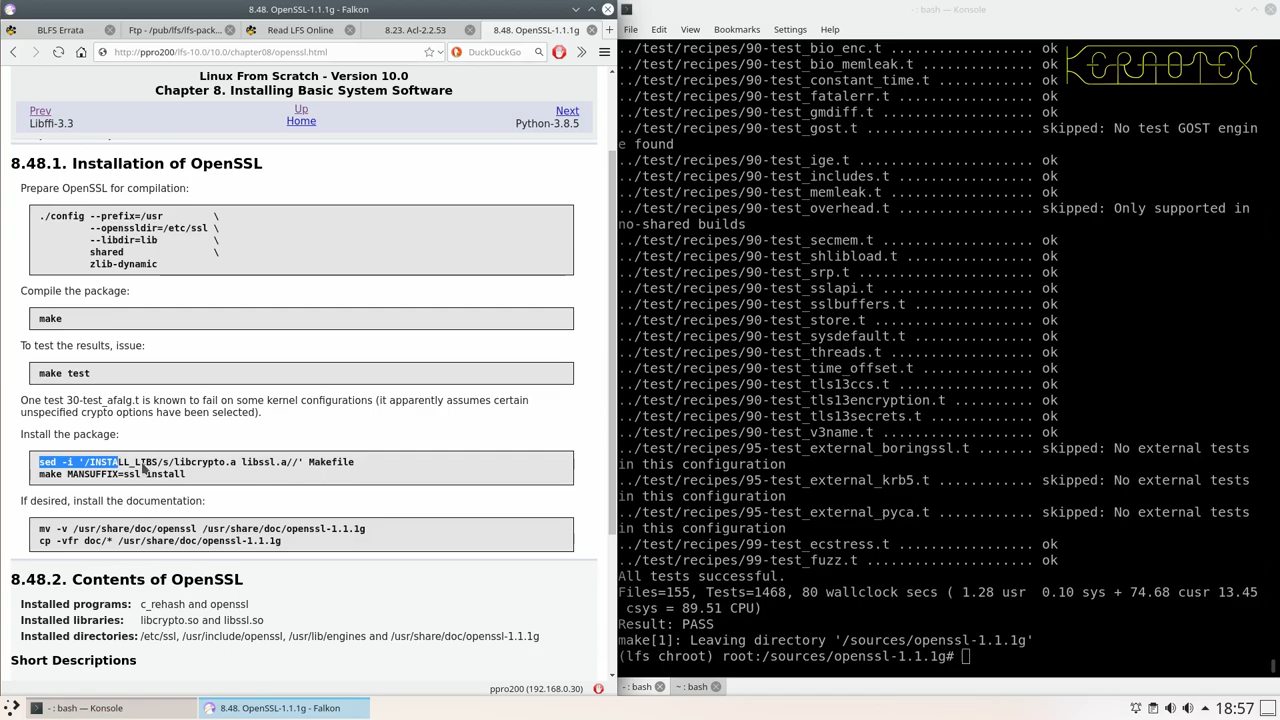 8.48. OpenSSL-1.1.1g - Falkon
BLFS Errata
Ftp - /pub/lfs/lfs-pack...
Read LFS Online
8.23. Acl-2.2.53
8.48. OpenSSL-1.1.1g
http://ppro200/lfs-10.0/10.0/chapter08/openssl.html
DuckDuckGo
Linux From Scratch - Version 10.0
Chapter 8. Installing Basic System Software
Prev
Up
Next
Libffi-3.3
Home
Python-3.8.5
8.48.1. Installation of OpenSSL
Prepare OpenSSL for compilation:
./config --prefix=/usr \
--openssldir=/etc/ssl \
--libdir=lib \
shared \
zlib-dynamic
Compile the package:
make
To test the results, issue:
make test
One test 30-test_afalg.t is known to fail on some kernel configurations (it apparently assumes certain
unspecified crypto options have been selected).
Install the package:
sed -i '/INSTALL_LIBS/s/libcrypto.a libssl.a//' Makefile
make MANSUFFIX=ssl install
If desired, install the documentation:
mv -v /usr/share/doc/openssl /usr/share/doc/openssl-1.1.1g
cp -vfr doc/* /usr/share/doc/openssl-1.1.1g
8.48.2. Contents of OpenSSL
Installed programs: c_rehash and openssl
Installed libraries: libcrypto.so and libssl.so
Installed directories: /etc/ssl, /usr/include/openssl, /usr/lib/engines and /usr/share/doc/openssl-1.1.1g
Short Descriptions
ppro200 (192.168.0.30)
- : bash — Konsole
File Edit View Bookmarks Settings Help
../test/recipes/90-test_bio_enc.t .................. ok
../test/recipes/90-test_bio_memleak.t .............. ok
../test/recipes/90-test_constant_time.t ............ ok
../test/recipes/90-test_fatalerr.t ................. ok
../test/recipes/90-test_gmdiff.t ................... ok
../test/recipes/90-test_gost.t ..................... skipped: No test GOST engin
e found
../test/recipes/90-test_ige.t ...................... ok
../test/recipes/90-test_includes.t ................. ok
../test/recipes/90-test_memleak.t .................. ok
../test/recipes/90-test_overhead.t ................. skipped: Only supported in
no-shared builds
../test/recipes/90-test_secmem.t ................... ok
../test/recipes/90-test_shlibload.t ................ ok
../test/recipes/90-test_srp.t ...................... ok
../test/recipes/90-test_sslapi.t ................... ok
../test/recipes/90-test_sslbuffers.t ............... ok
../test/recipes/90-test_store.t .................... ok
../test/recipes/90-test_sysdefault.t ............... ok
../test/recipes/90-test_threads.t .................. ok
../test/recipes/90-test_time_offset.t .............. ok
../test/recipes/90-test_tls13ccs.t ................. ok
../test/recipes/90-test_tls13encryption.t .......... ok
../test/recipes/90-test_tls13secrets.t ............. ok
../test/recipes/90-test_v3name.t ................... ok
../test/recipes/95-test_external_boringssl.t ....... skipped: No external tests
in this configuration
../test/recipes/95-test_external_krb5.t ............ skipped: No external tests
in this configuration
../test/recipes/95-test_external_pyca.t ............ skipped: No external tests
in this configuration
../test/recipes/99-test_ecstress.t ................. ok
../test/recipes/99-test_fuzz.t ..................... ok
All tests successful.
Files=155, Tests=1468, 80 wallclock secs ( 1.28 usr  0.10 sys + 74.68 cusr 13.45
csys = 89.51 CPU)
Result: PASS
make[1]: Leaving directory '/sources/openssl-1.1.1g'
(lfs chroot) root:/sources/openssl-1.1.1g#
- : bash
~ : bash
- : bash — Konsole
8.48. OpenSSL-1.1.1g - Falkon
18:57